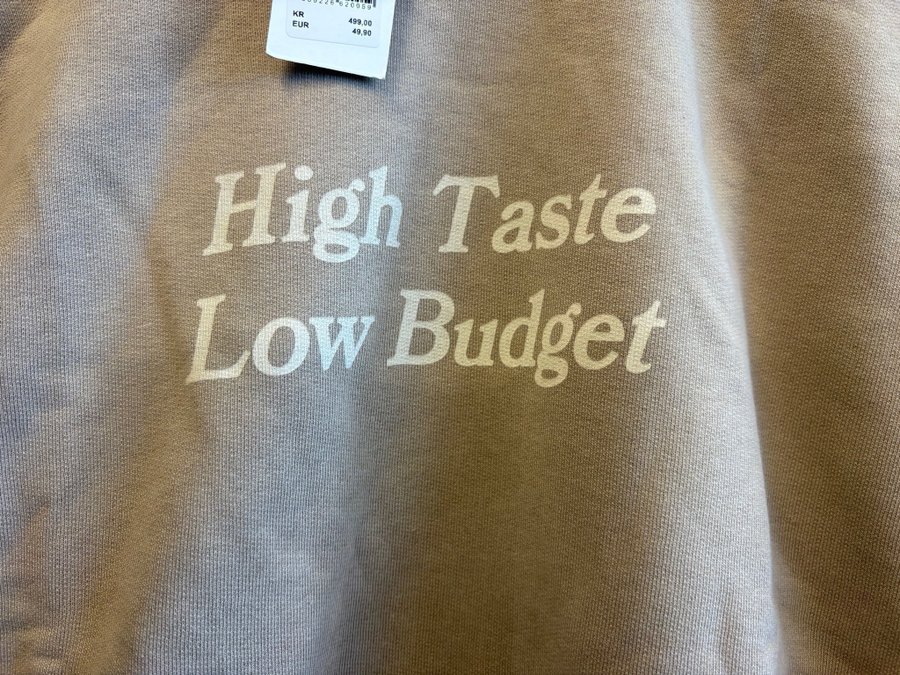 KR 499,00
EUR 49,90
High Taste
Low Budget